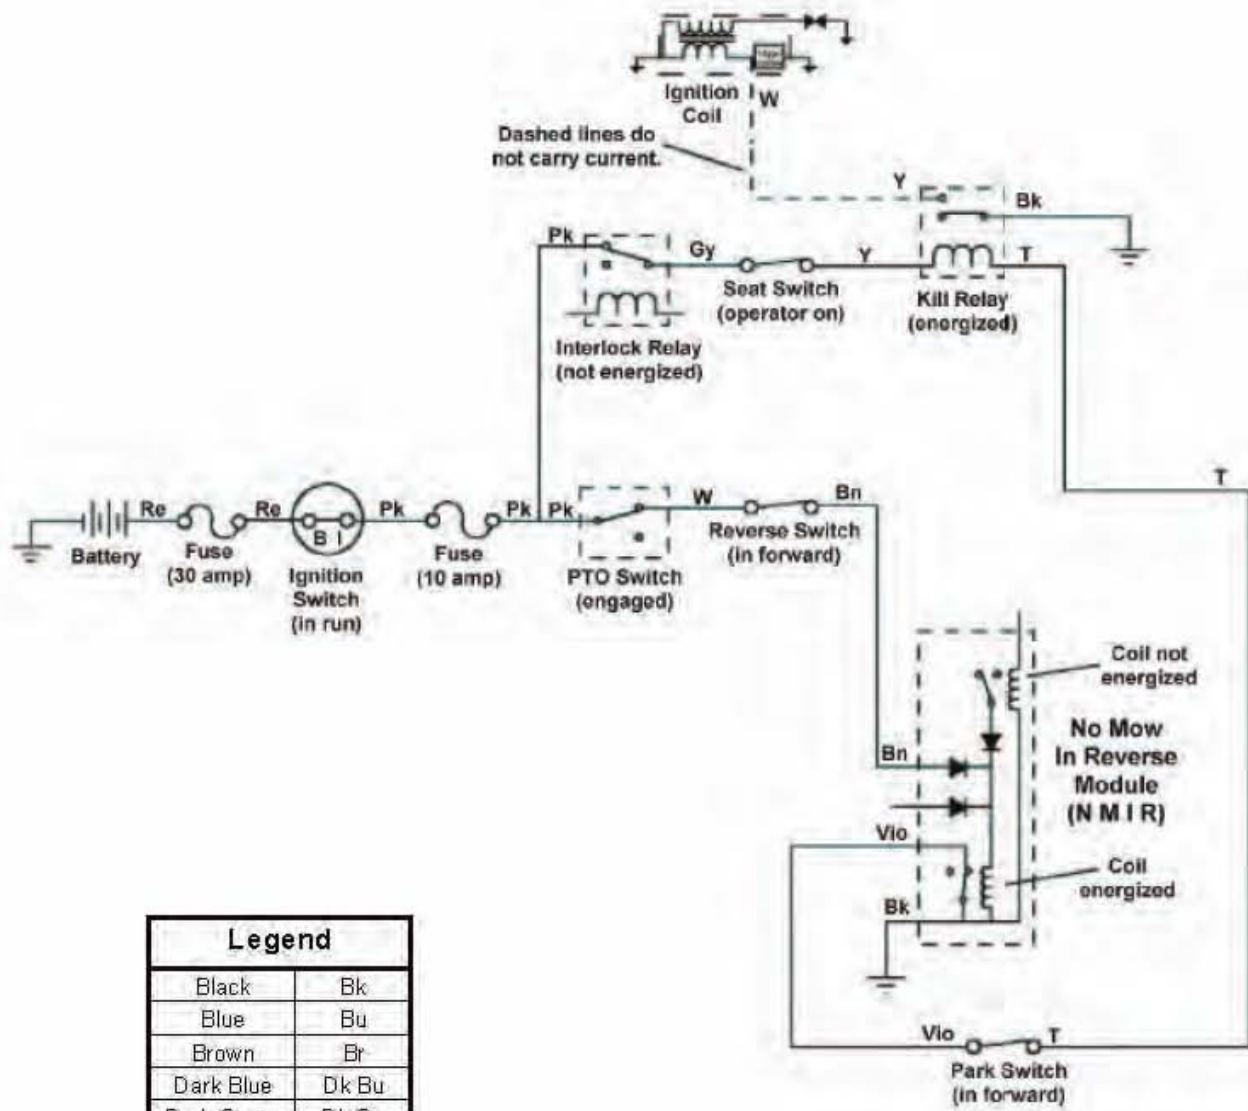 Ignition
Coil
W
Dashed lines do
not carry current.
Y
Bk
Pk
Gy
Y
T
Seat Switch
(operator on)
Kill Relay
(energized)
Interlock Relay
(not energized)
T
Re
Re
B I
Pk
Pk
Pk
W
Bn
Battery
Fuse
(30 amp)
Ignition
Switch
(in run)
Fuse
(10 amp)
PTO Switch
(engaged)
Reverse Switch
(in forward)
Coil not
energized
No Mow
In Reverse
Module
(N M I R)
Bn
Vio
Coil
energized
Bk
Legend
Black Bk
Blue Bu
Brown Br
Dark Blue Dk Bu
Vio
T
Park Switch
(in forward)